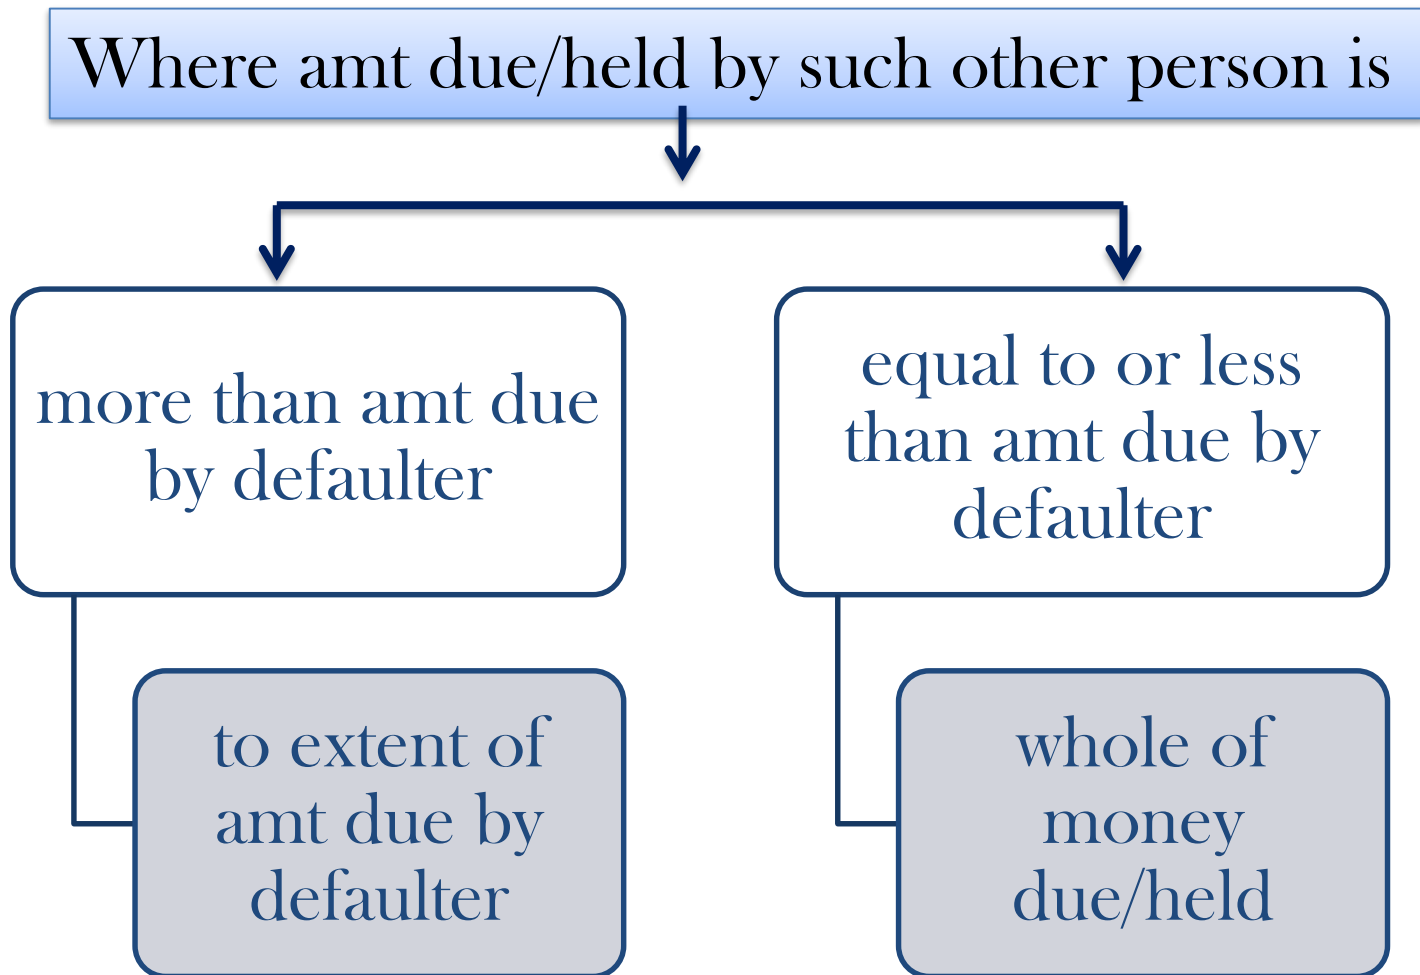 Where amt due/held by such other person is
more than amt due
by defaulter
equal to or less
than amt due by
defaulter
to extent of
amt due by
defaulter
whole of
money
due/held